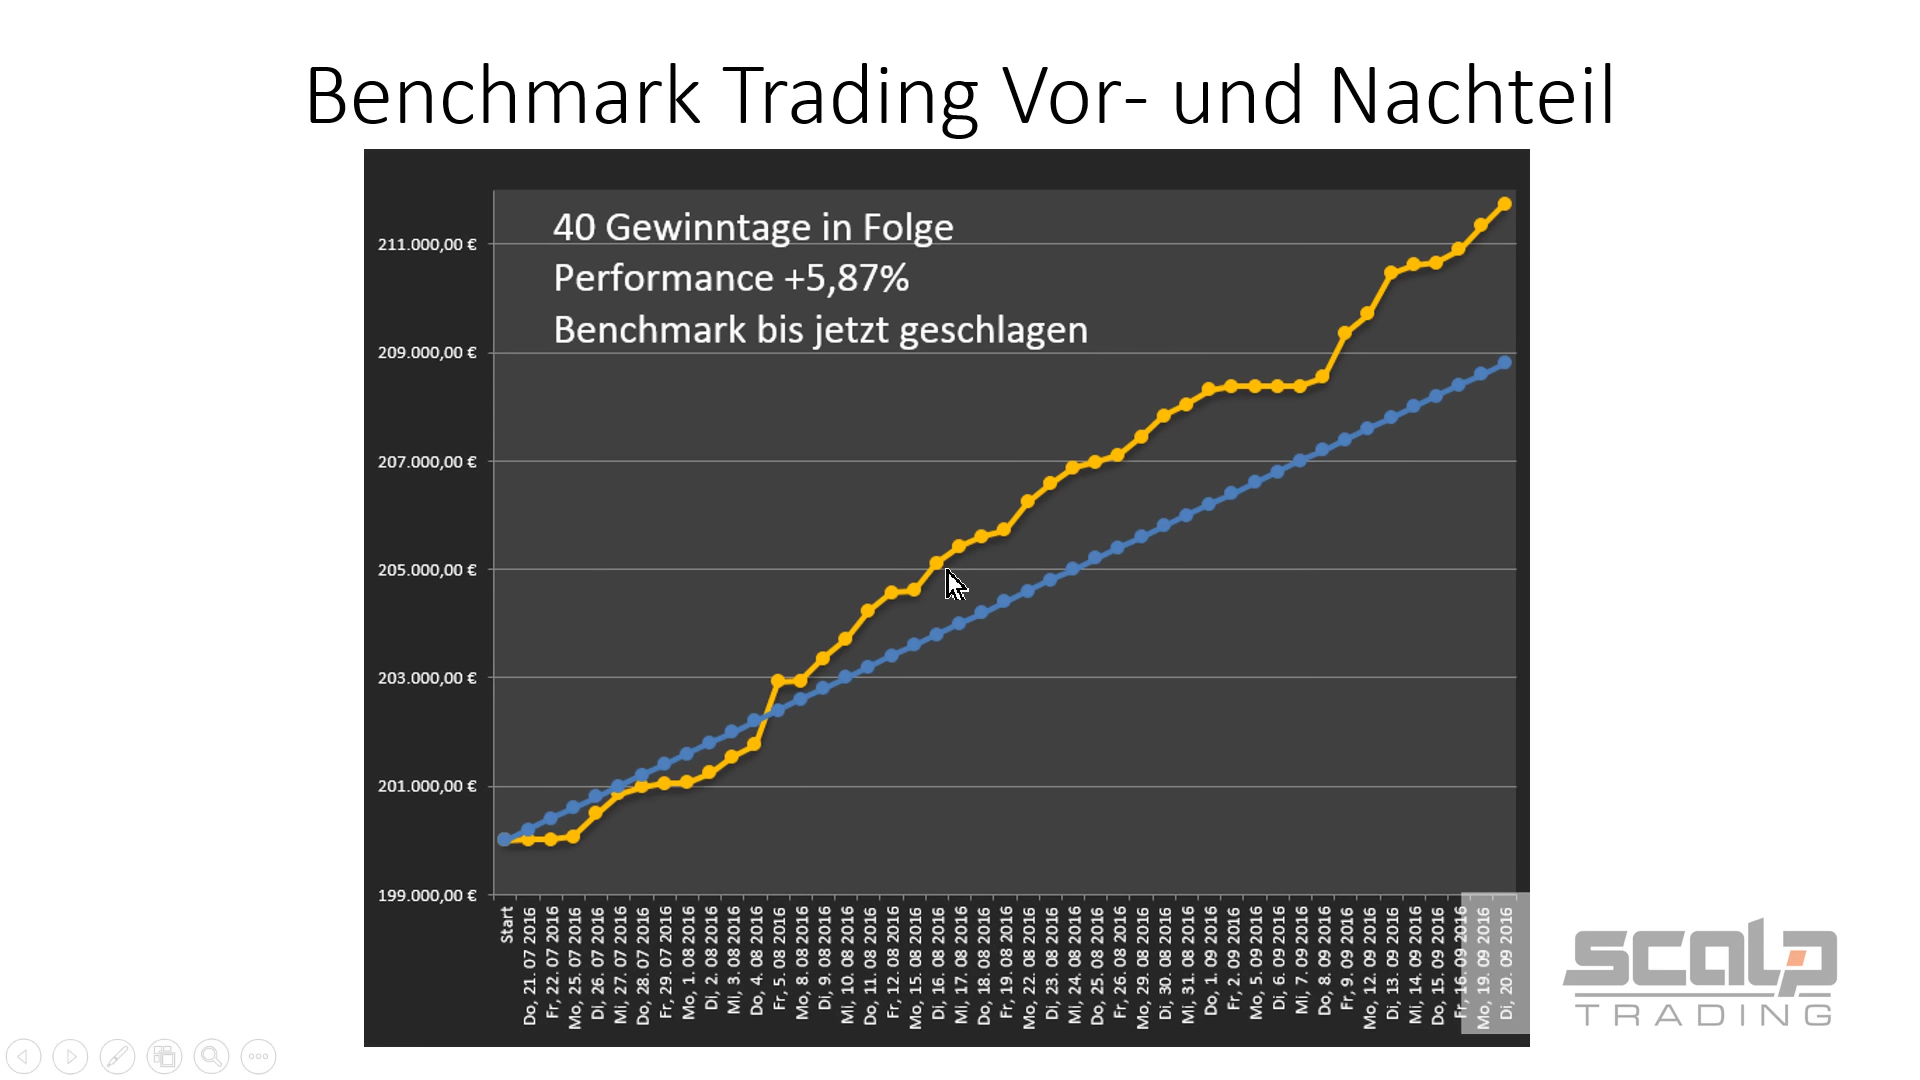 Benchmark Trading Vor- und Nachteil
40 Gewinntage in Folge
Performance +5,87%
Benchmark bis jetzt geschlagen
211.000,00 €
209.000,00 €
207.000,00 €
205.000,00 €
203.000,00 €
201.000,00 €
199.000,00 €
Start
Do, 21. 07 2016
Fr, 22. 07 2016
Mo, 25. 07 2016
Di, 26. 07 2016
Mi, 27. 07 2016
Do, 28. 07 2016
Fr, 29. 07 2016
Mo, 1. 08 2016
Di, 2. 08 2016
Mi, 3. 08 2016
Do, 4. 08 2016
Fr, 5. 08 2016
Mo, 8. 08 2016
Di, 9. 08 2016
Mi, 10. 08 2016
Do, 11. 08 2016
Fr, 12. 08 2016
Mo, 15. 08 2016
Di, 16. 08 2016
Mi, 17. 08 2016
Do, 18. 08 2016
Fr, 19. 08 2016
Mo, 22. 08 2016
Di, 23. 08 2016
Mi, 24. 08 2016
Do, 25. 08 2016
Fr, 26. 08 2016
Mo, 29. 08 2016
Di, 30. 08 2016
Mi, 31. 08 2016
Do, 1. 09 2016
Fr, 2. 09 2016
Mo, 5. 09 2016
Di, 6. 09 2016
Mi, 7. 09 2016
Do, 8. 09 2016
Fr, 9. 09 2016
Mo, 12. 09 2016
Di, 13. 09 2016
Mi, 14. 09 2016
Do, 15. 09 2016
Fr, 16. 09 2016
Mo, 19. 09 2016
Di, 20. 09 2016
scalp
TRADING